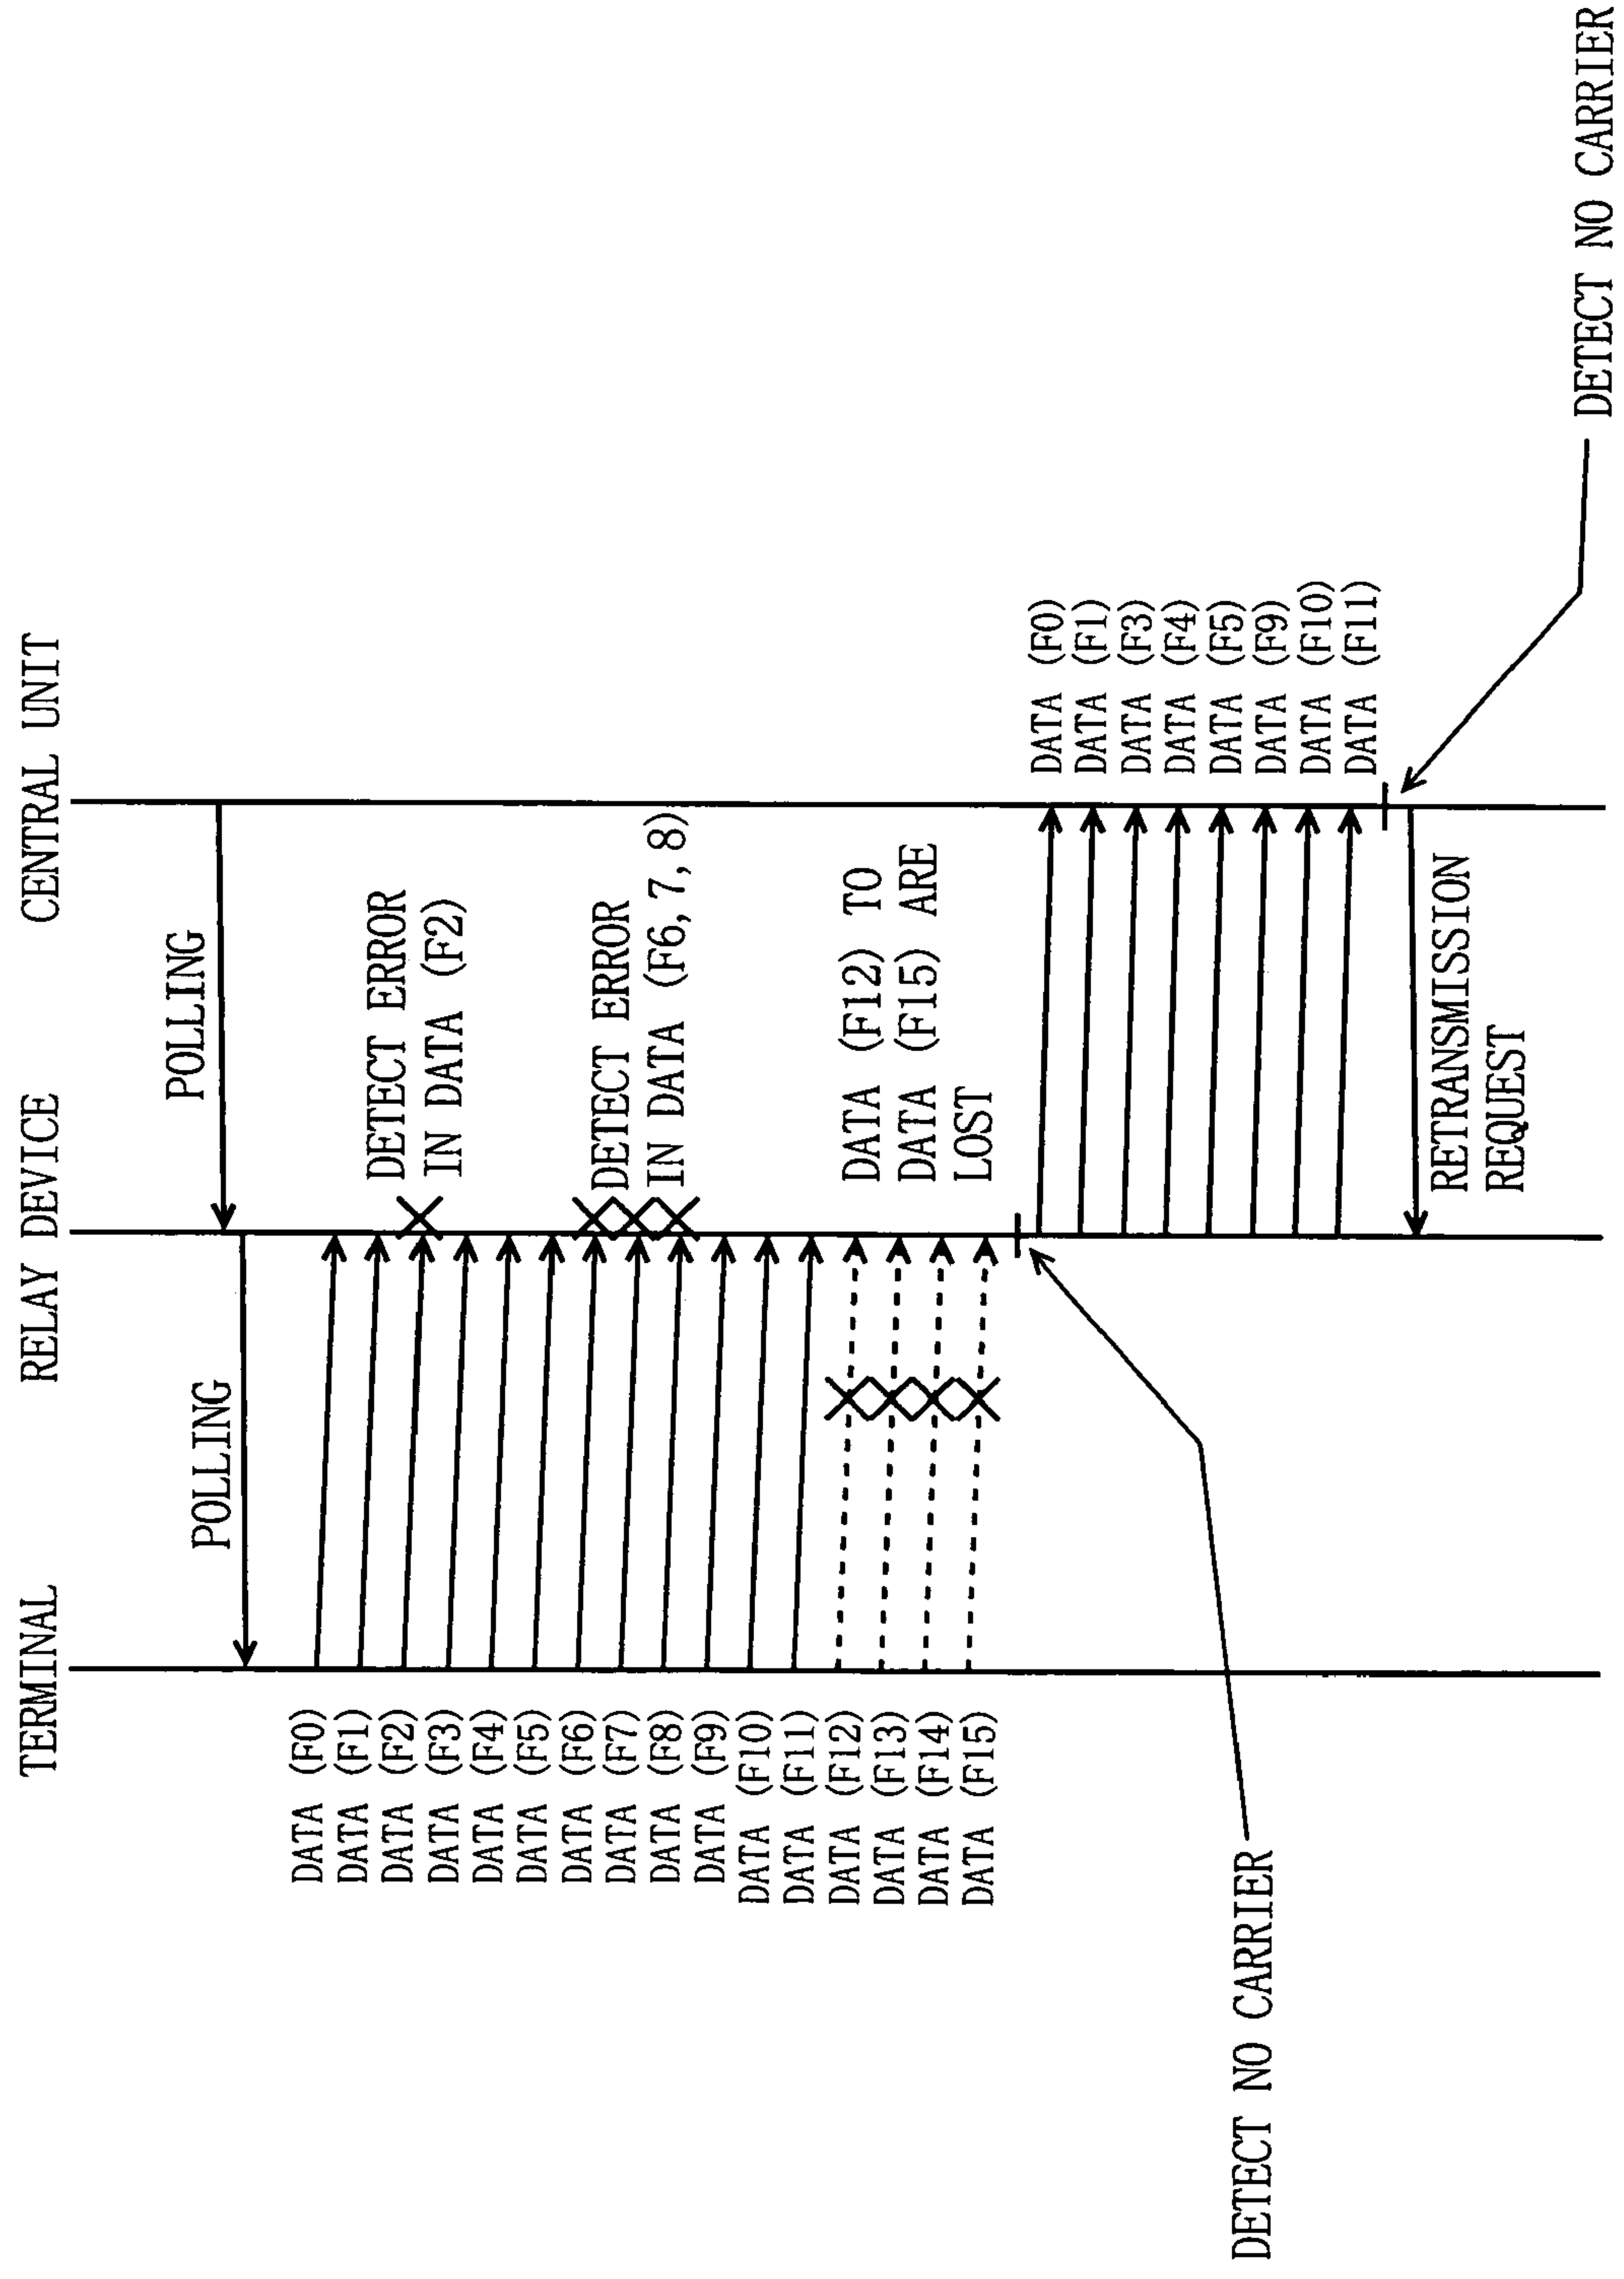 TERMINAL
RELAY DEVICE
CENTRAL UNIT
POLLING
POLLING
DATA (F0)
DATA (F1)
DATA (F2)
DATA (F3)
DATA (F4)
DATA (F5)
DATA (F6)
DATA (F7)
DATA (F8)
DATA (F9)
DATA (F10)
DATA (F11)
DATA (F12)
DATA (F13)
DATA (F14)
DATA (F15)
DETECT ERROR
IN DATA (F2)
DETECT ERROR
IN DATA (F6, 7, 8)
DATA (F12) TO
DATA (F15) ARE
LOST
DATA (F0)
DATA (F1)
DATA (F3)
DATA (F4)
DATA (F5)
DATA (F9)
DATA (F10)
DATA (F11)
DETECT NO CARRIER
RETRANSMISSION
REQUEST
DETECT NO CARRIER